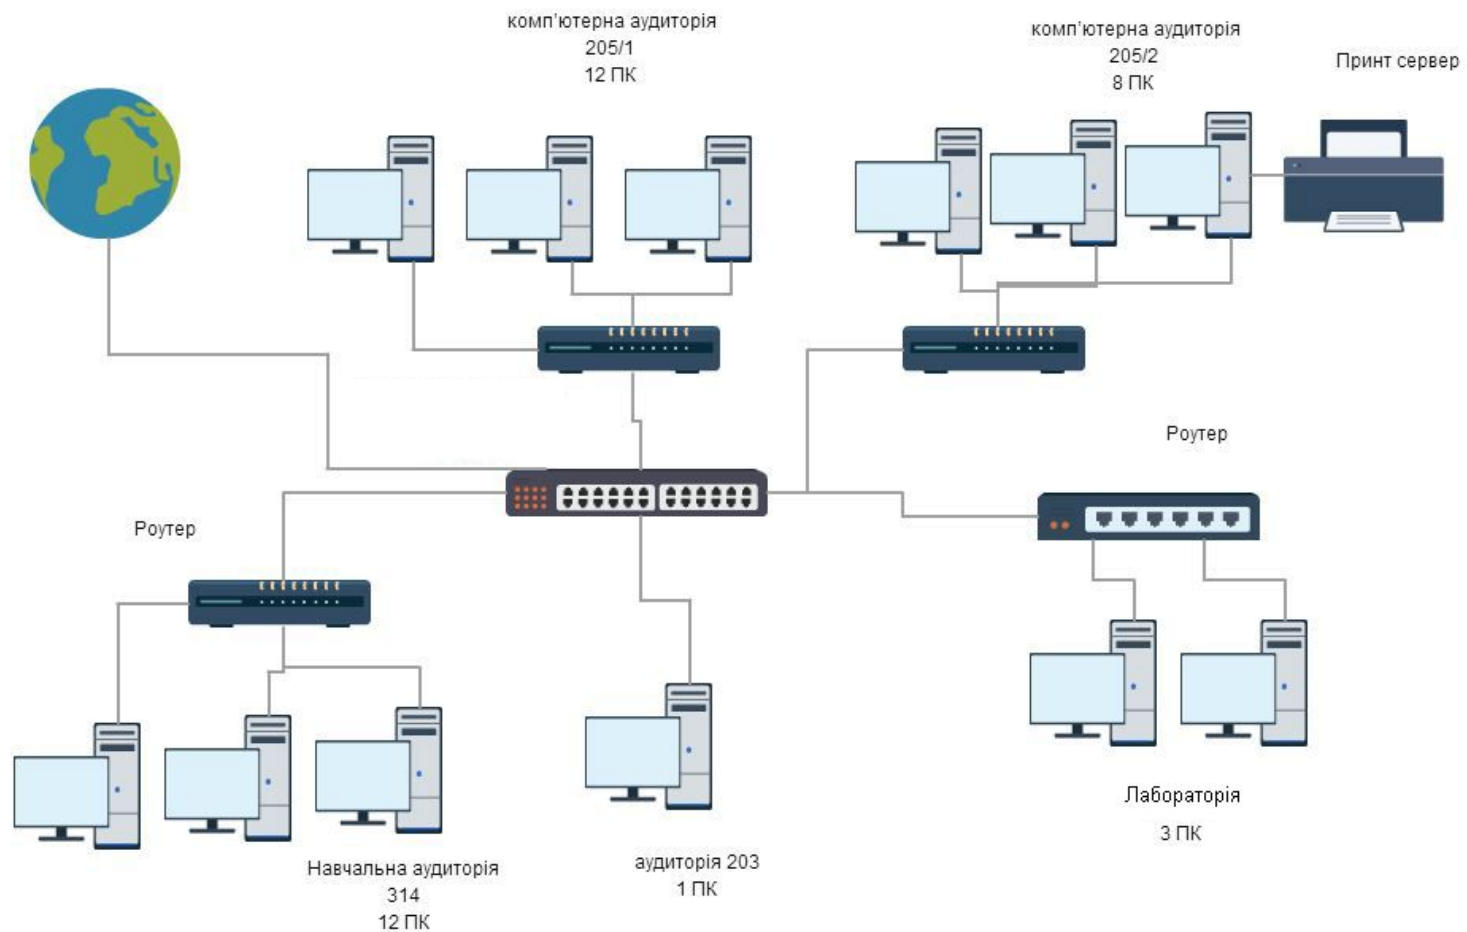 комп'ютерна аудиторія
205/1
12 ПК
комп'ютерна аудиторія
205/2
8 ПК
Принт сервер
Роутер
Роутер
Лабораторія
3 ПК
Навчальна аудиторія
314
12 ПК
аудиторія 203
1 ПК